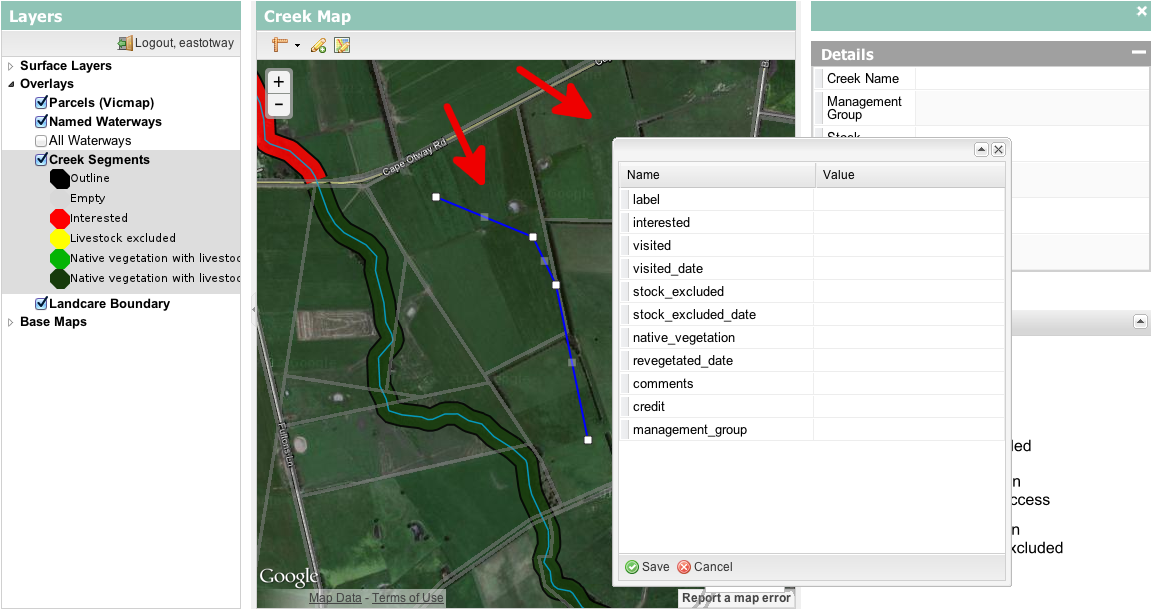 Layers
Logout, eastotway
Surface Layers
Overlays
Parcels (Vicmap)
Named Waterways
All Waterways
Creek Segments
Outline
Empty
Interested
Livestock excluded
Native vegetation with livestoc
Native vegetation with livestoc
Landcare Boundary
Base Maps
Creek Map
+
−
Cape Otway Rd
Fultons Ln
Google
Map Data - Terms of Use
Report a map error
Details
Creek Name
Management
Group
Stock
Name Value
label
interested
visited
visited_date
stock_excluded
stock_excluded_date
native_vegetation
revegetated_date
comments
credit
management_group
Save Cancel
led
n
ccess
n
xcluded